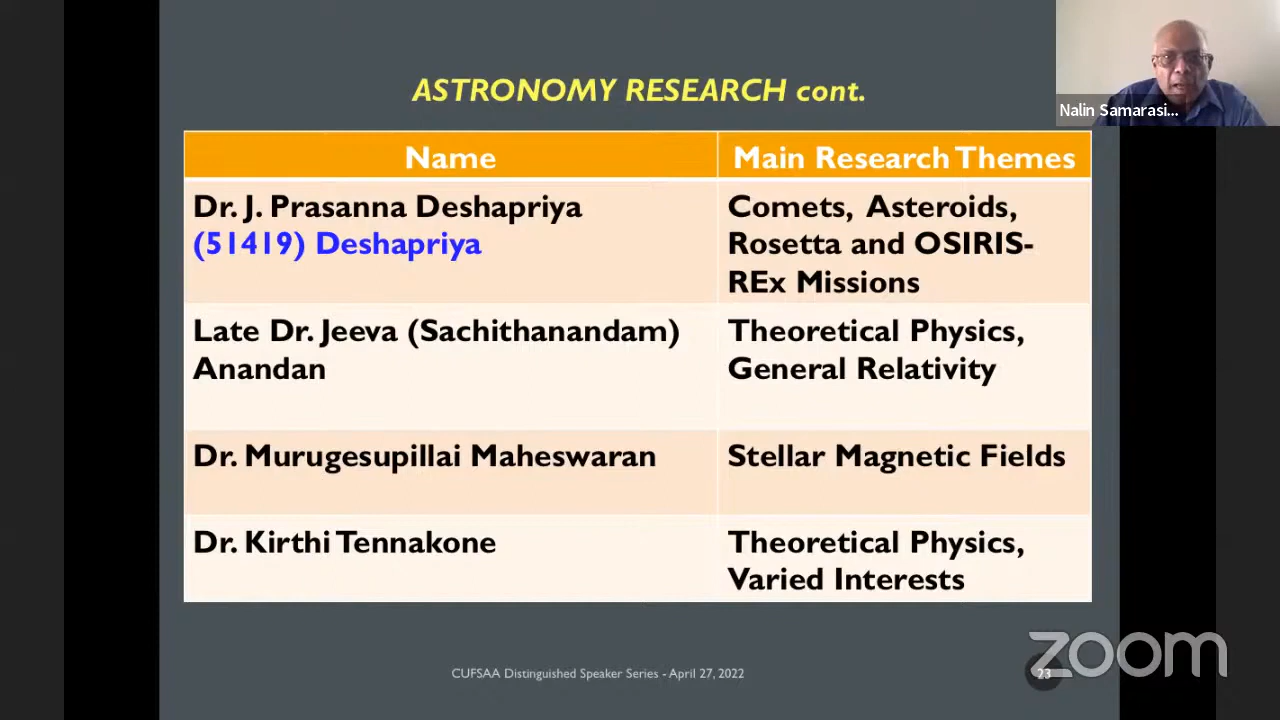 ASTRONOMY RESEARCH cont.
Nalin Samarasi...
Name
Main Research Themes
Dr. J. Prasanna Deshapriya
(51419) Deshapriya
Comets, Asteroids,
Rosetta and OSIRIS-
REx Missions
Late Dr. Jeeva (Sachithanandam)
Anandan
Theoretical Physics,
General Relativity
Dr. Murugesupillai Maheswaran
Stellar Magnetic Fields
Dr. Kirthi Tennakone
Theoretical Physics,
Varied Interests
CUFSAA Distinguished Speaker Series - April 27, 2022
23
zoom